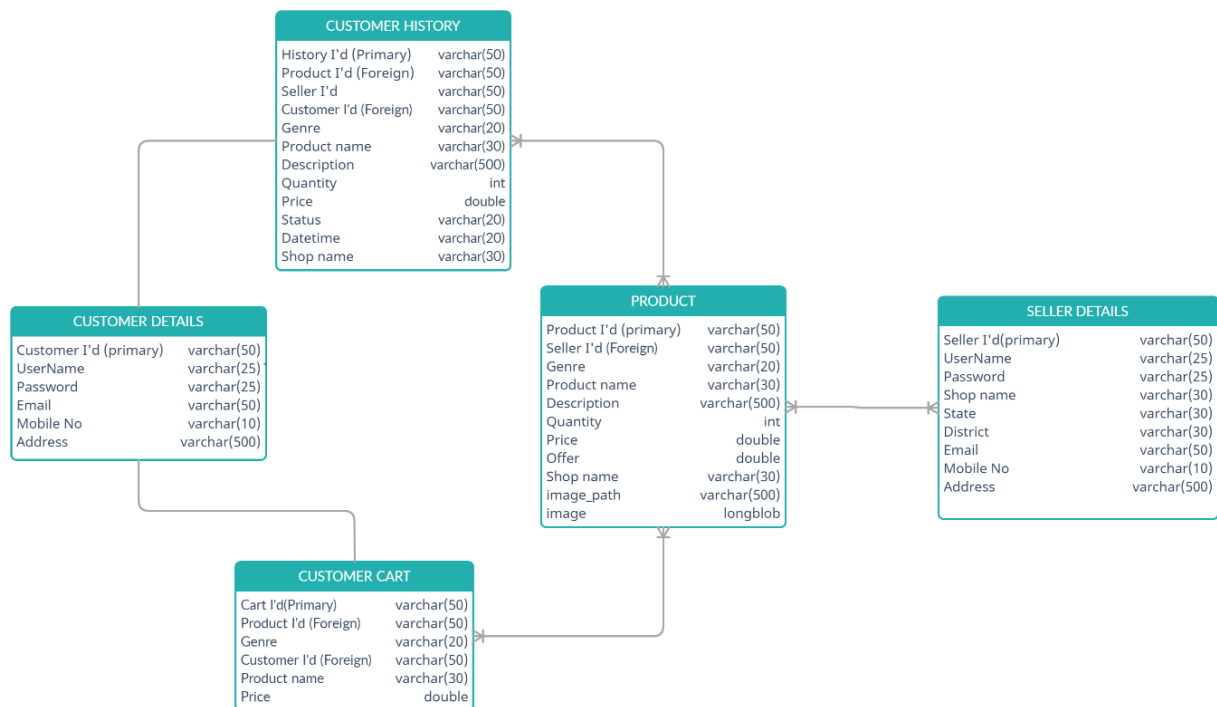 CUSTOMER HISTORY
History I'd (Primary) varchar(50)
Product I'd (Foreign) varchar(50)
Seller I'd varchar(50)
Customer I'd (Foreign) varchar(50)
Genre varchar(20)
Product name varchar(30)
Description varchar(500)
Quantity int
Price double
Status varchar(20)
Datetime varchar(20)
Shop name varchar(30)
CUSTOMER DETAILS
Customer I'd (primary) varchar(50)
UserName varchar(25)
Password varchar(25)
Email varchar(50)
Mobile No varchar(10)
Address varchar(500)
PRODUCT
Product I'd (primary) varchar(50)
Seller I'd (Foreign) varchar(50)
Genre varchar(20)
Product name varchar(30)
Description varchar(500)
Quantity int
Price double
Offer double
Shop name varchar(30)
image_path varchar(500)
image longblob
SELLER DETAILS
Seller I'd(primary) varchar(50)
UserName varchar(25)
Password varchar(25)
Shop name varchar(30)
State varchar(30)
District varchar(30)
Email varchar(50)
Mobile No varchar(10)
Address varchar(500)
CUSTOMER CART
Cart I'd(Primary) varchar(50)
Product I'd (Foreign) varchar(50)
Genre varchar(20)
Customer I'd (Foreign) varchar(50)
Product name varchar(30)
Price double